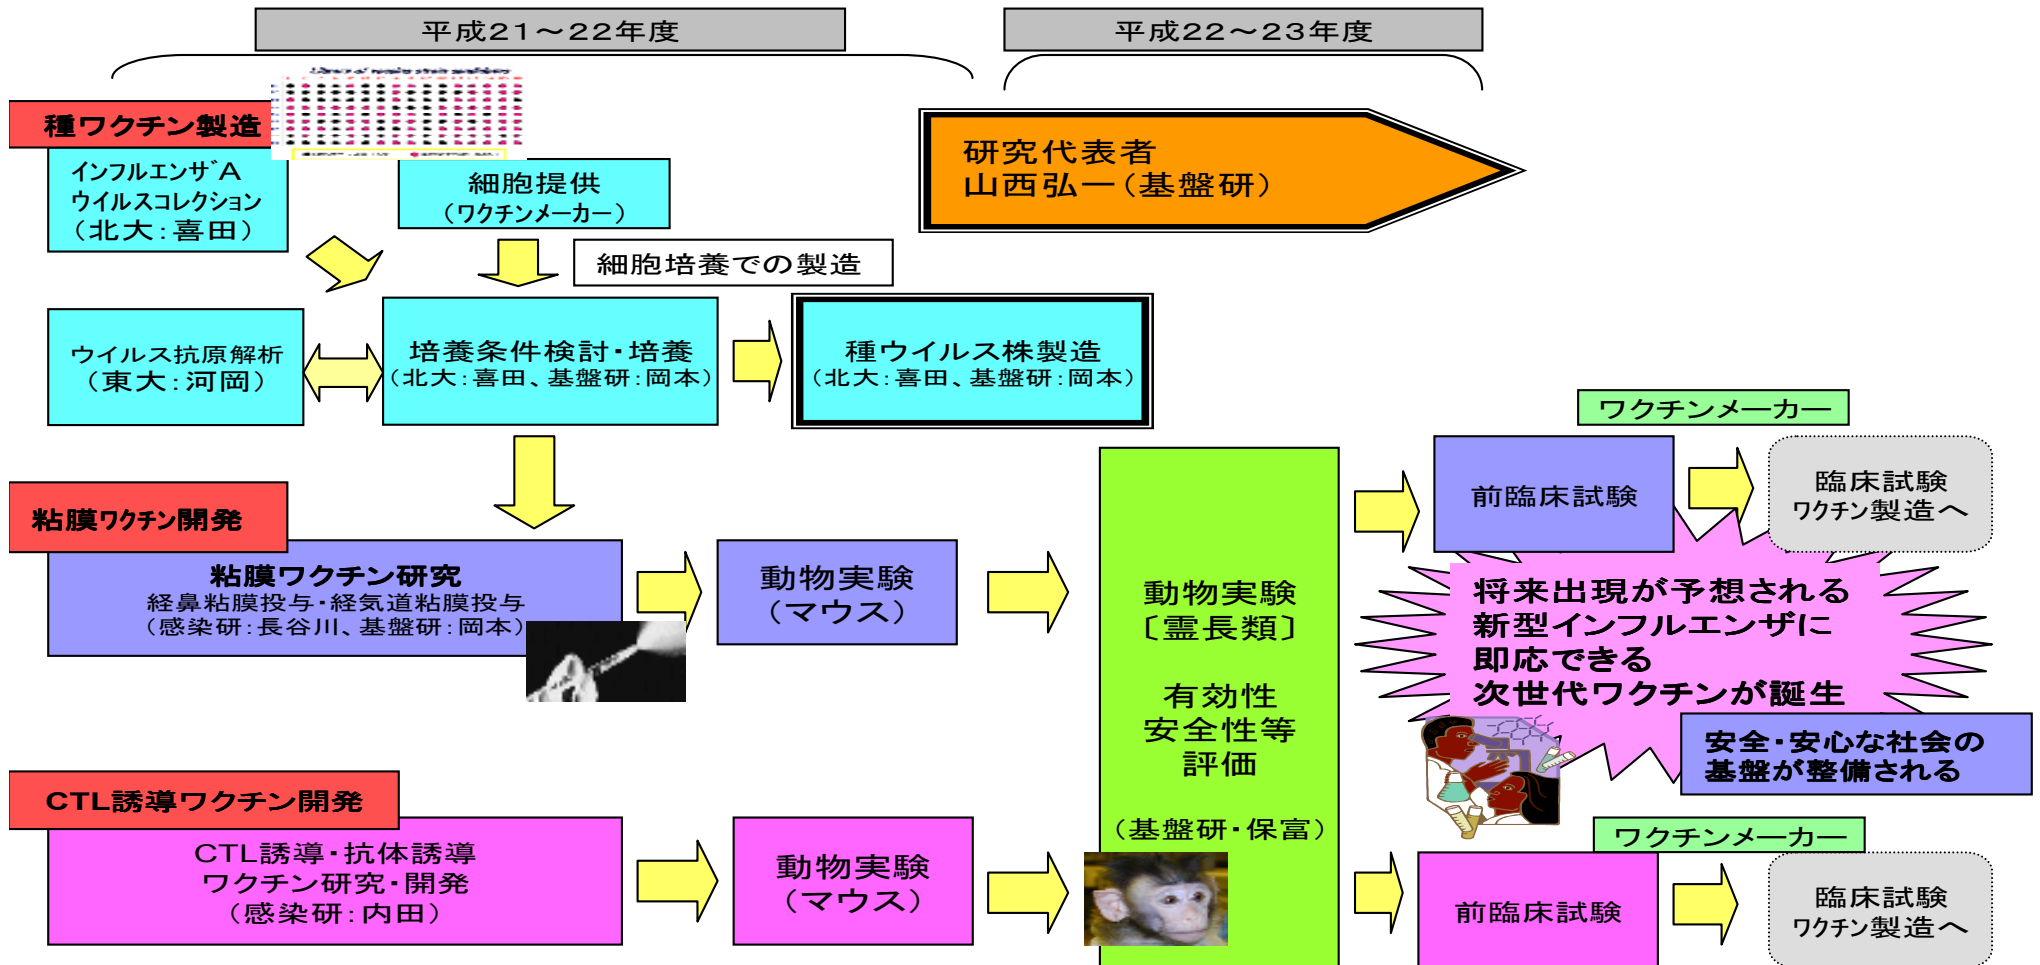 平成21～22年度
平成22～23年度
種ワクチン製造
インフルエンザA
ウイルスコレクション
（北大：喜田）
細胞提供
（ワクチンメーカー）
研究代表者
山西弘一（基盤研）
細胞培養での製造
ウイルス抗原解析
（東大：河岡）
培養条件検討・培養
（北大：喜田、基盤研：岡本）
種ウイルス株製造
（北大：喜田、基盤研：岡本）
ワクチンメーカー
粘膜ワクチン開発
粘膜ワクチン研究
経鼻粘膜投与・経気道粘膜投与
（感染研：長谷川、基盤研：岡本）
動物実験
（マウス）
動物実験
〔霊長類〕
有効性
安全性等
評価
（基盤研・保富）
前臨床試験
臨床試験
ワクチン製造へ
将来出現が予想される
新型インフルエンザに
即応できる
次世代ワクチンが誕生
安全・安心な社会の
基盤が整備される
CTL誘導ワクチン開発
CTL誘導・抗体誘導
ワクチン研究・開発
（感染研：内田）
動物実験
（マウス）
ワクチンメーカー
前臨床試験
臨床試験
ワクチン製造へ